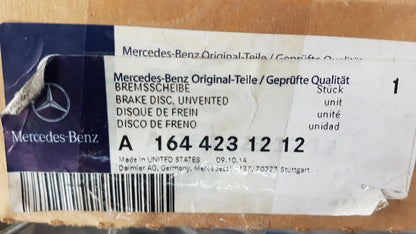 Mercedes-Benz Original-Teile / Geprüfte Qualität
Mercedes-Benz Original-Teile / Geprüfte Qualität
BREMSSCHEIBE Stück 1
BRAKE DISC, UNVENTED unit
DISQUE DE FREIN unité
DISCO DE FRENO unidad
Mercedes-Benz
A 164 423 12 12
Made in UNITED STATES 09.10.14
Daimler AG, Germany, 70327 Stuttgart